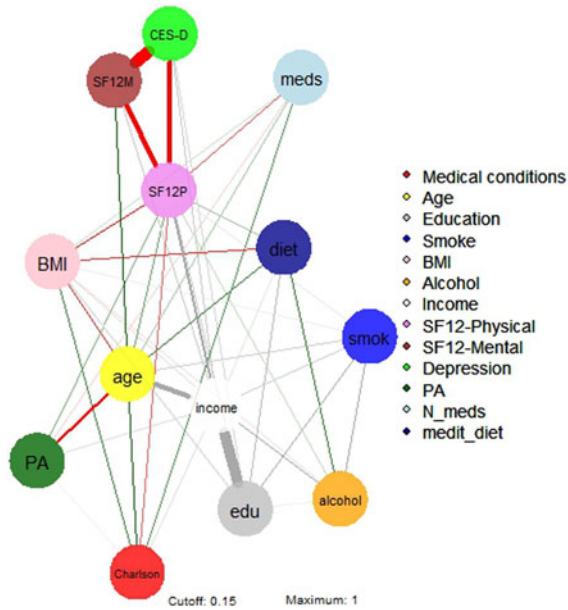 CES-D
SF12M
meds
SF12P
BMI
diet
smok
age
income
PA
edu
alcohol
Charlson
Medical conditions
Age
Education
Smoke
BMI
Alcohol
Income
SF12-Physical
SF12-Mental
Depression
PA
N_meds
medit_diet
Cutoff: 0.15 Maximum: 1